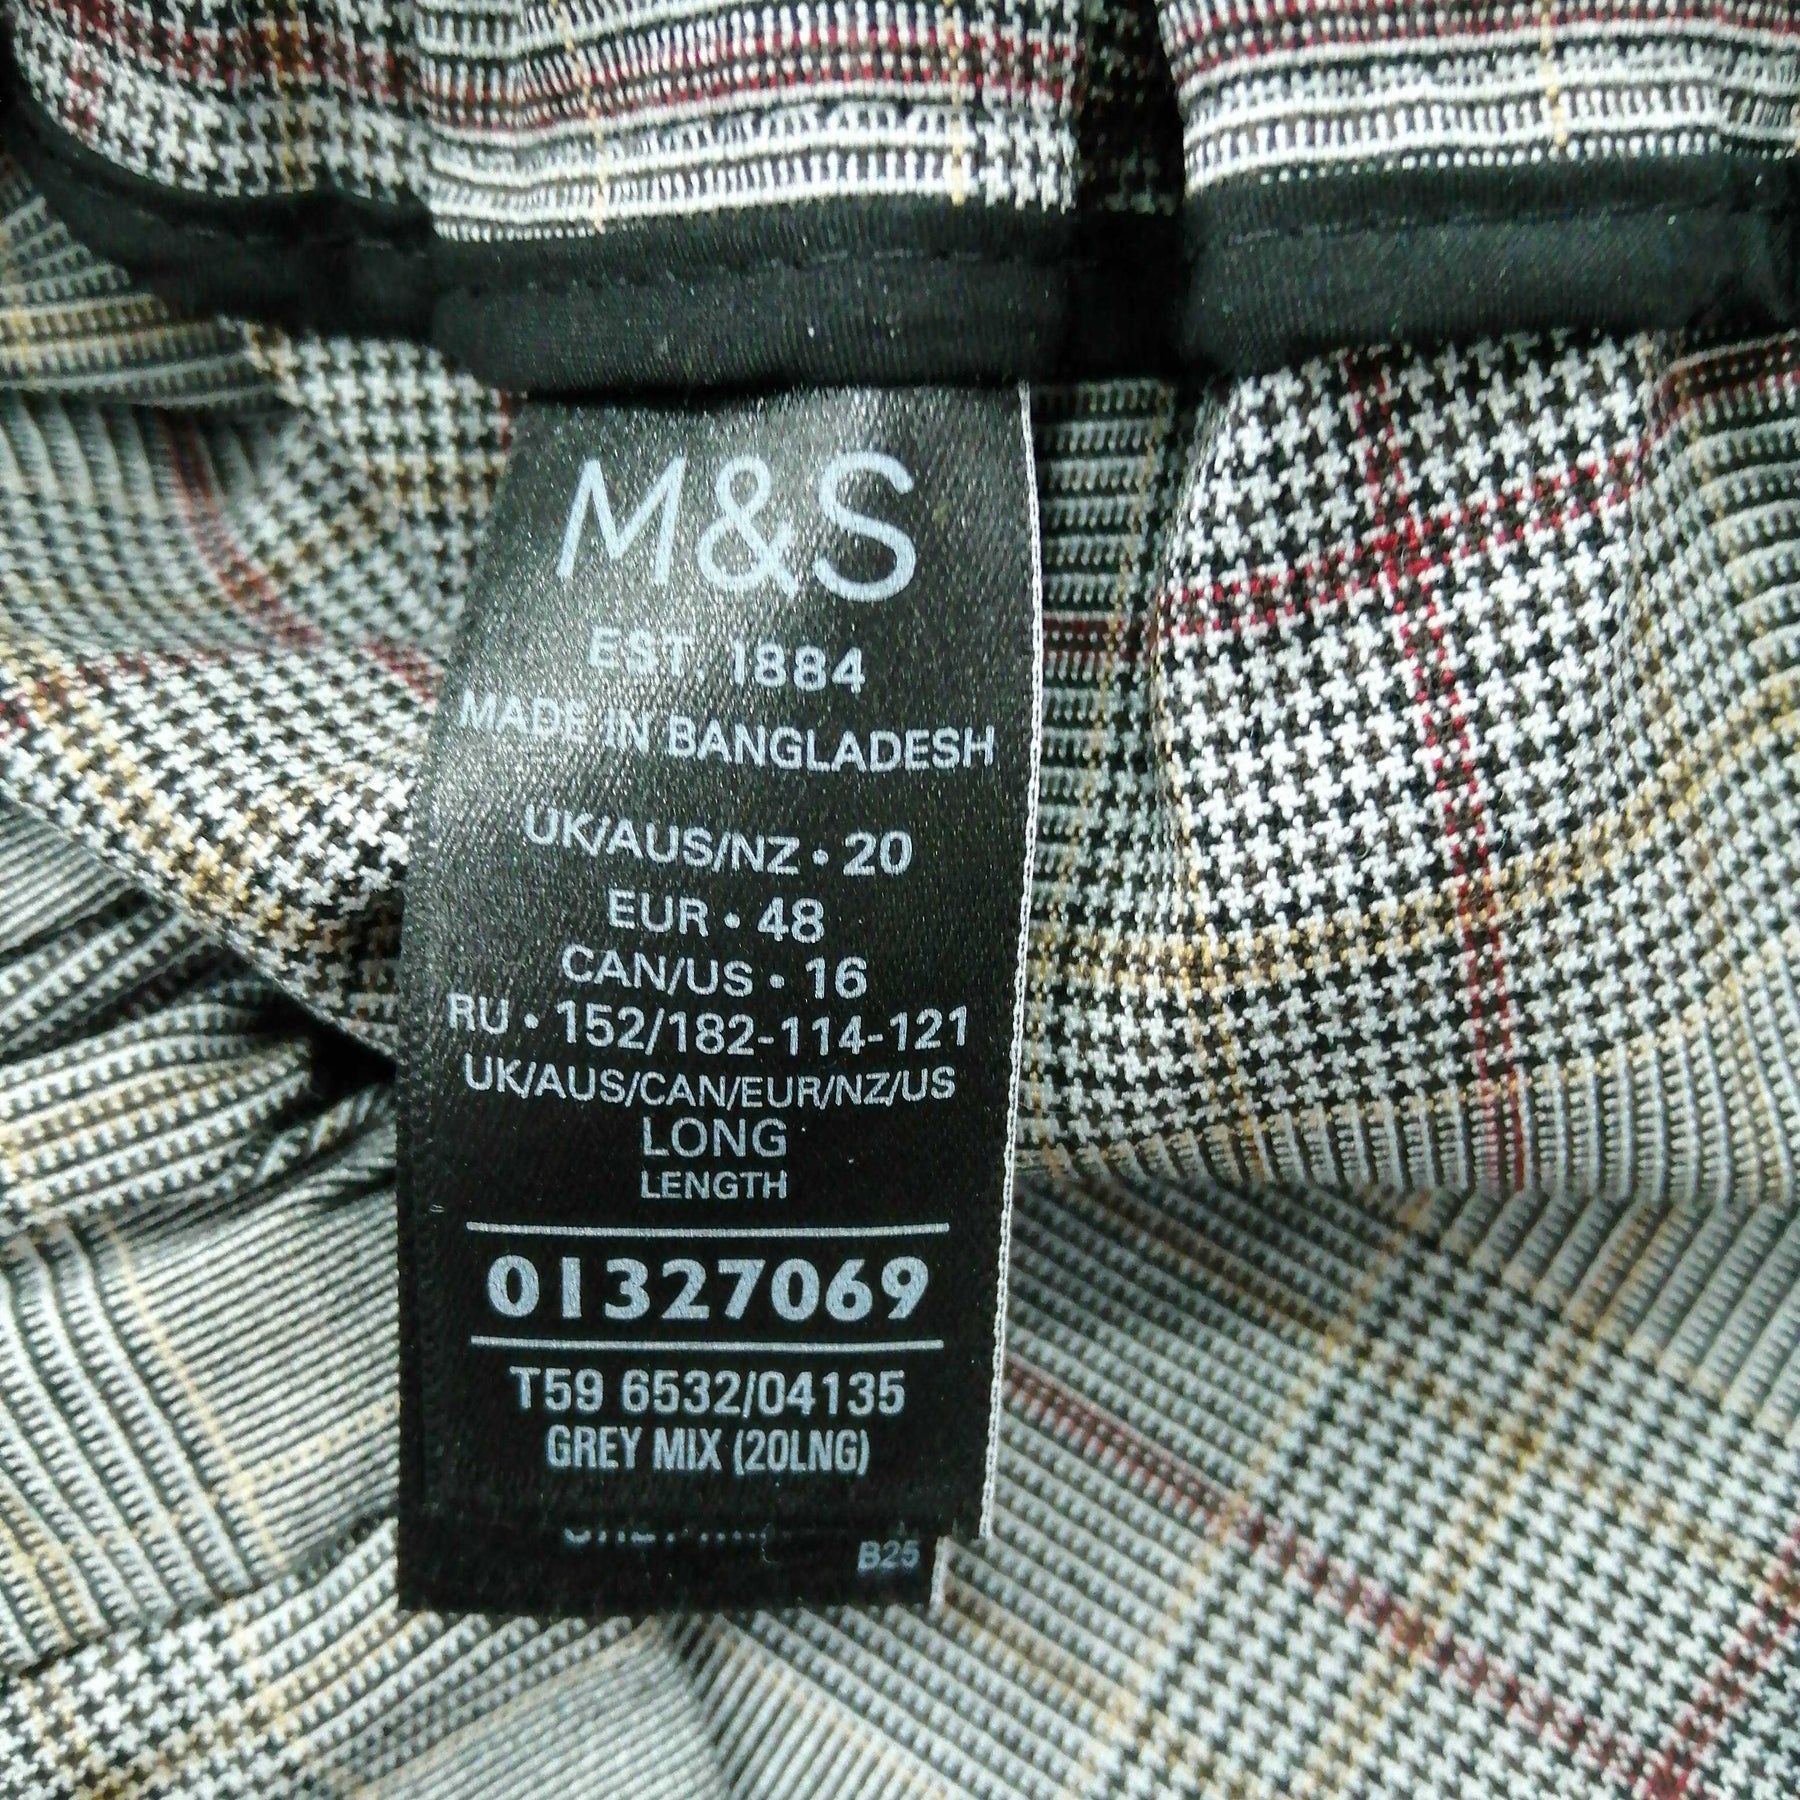 M&S
EST 1884
MADE IN BANGLADESH
UK/AUS/NZ • 20
EUR • 48
CAN/US • 16
RU • 152/182-114-121
UK/AUS/CAN/EUR/NZ/US
LONG
LENGTH
01327069
T59 6532/04135
GREY MIX (20LNG)
B25